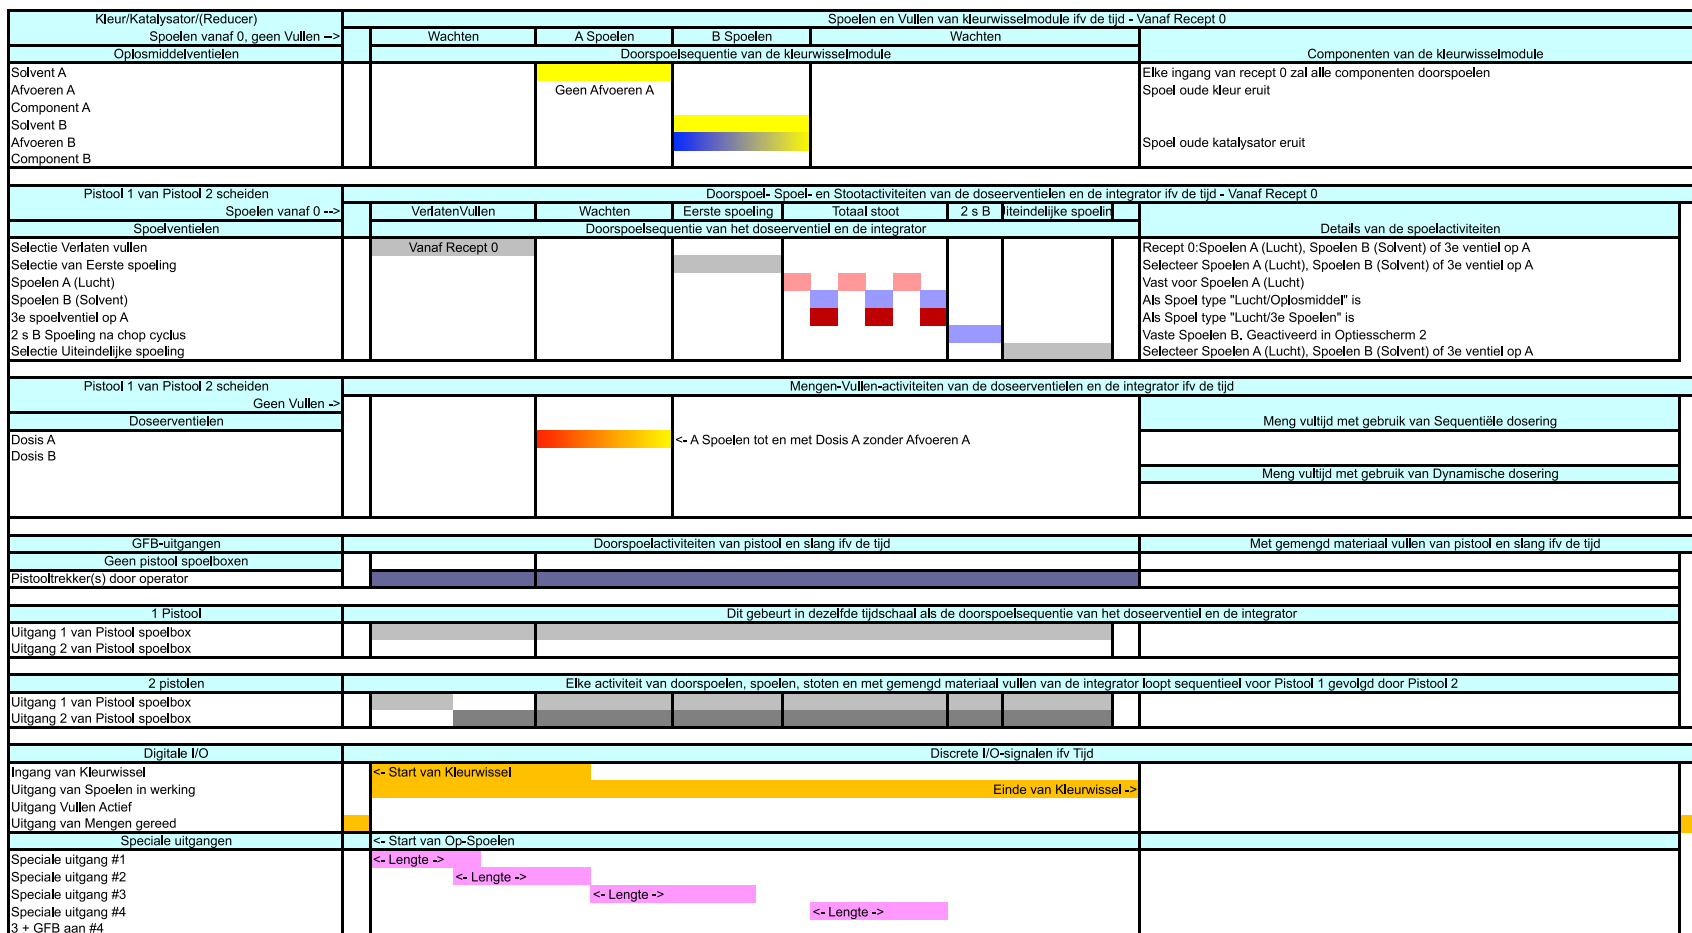 Kleur/Katalysator/(Reducer)
Spoelen en Vullen van kleurwisselmodule ifv de tijd - Vanaf Recept 0
Spoelen vanaf 0, geen Vullen -->
Wachten
A Spoelen
B Spoelen
Wachten
Oplosmiddelventielen
Doorspoelsequentie van de kleurwisselmodule
Componenten van de kleurwisselmodule
Solvent A
Elke ingang van recept 0 zal alle componenten doorspoelen
Afvoeren A
Geen Afvoeren A
Spoel oude kleur eruit
Component A
Solvent B
Afvoeren B
Spoel oude katalysator eruit
Component B
Pistool 1 van Pistool 2 scheiden
Doorspoel- Spoel- en Stootactiviteiten van de doseerventielen en de integrator ifv de tijd - Vanaf Recept 0
Spoelen vanaf 0 -->
VerlatenVullen
Wachten
Eerste spoeling
Totaal stoot
2 s B
Spoelventielen
Doorspoelsequentie van het doseerventiel en de integrator
Details van de spoelactiviteiten
Selectie Verlaten vullen
Vanaf Recept 0
Recept 0:Spoelen A (Lucht), Spoelen B (Solvent) of 3e ventiel op A
Selectie van Eerste spoeling
Selecteer Spoelen A (Lucht), Spoelen B (Solvent) of 3e ventiel op A
Spoelen A (Lucht)
Vast voor Spoelen A (Lucht)
Spoelen B (Solvent)
Als Spoel type "Lucht/Oplosmiddel" is
3e spoelventiel op A
Als Spoel type "Lucht/3e Spoelen" is
2 s B Spoeling na chop cyclus
Vaste Spoelen B. Geactiveerd in Optiesscherm 2
Selectie Uiteindelijke spoeling
Selecteer Spoelen A (Lucht), Spoelen B (Solvent) of 3e ventiel op A
Pistool 1 van Pistool 2 scheiden
Mengen-Vullen-activiteiten van de doseerventielen en de integrator ifv de tijd
Geen Vullen ->
Doseerventielen
Meng vultijd met gebruik van Sequentiële dosering
Dosis A
<- A Spoelen tot en met Dosis A zonder Afvoeren A
Dosis B
Meng vultijd met gebruik van Dynamische dosering
GFB-uitgangen
Doorspoelactiviteiten van pistool en slang ifv de tijd
Met gemengd materiaal vullen van pistool en slang ifv de tijd
Geen pistool spoelboxen
Pistooltrekker(s) door operator
1 Pistool
Dit gebeurt in dezelfde tijdschaal als de doorspoelsequentie van het doseerventiel en de integrator
Uitgang 1 van Pistool spoelbox
Uitgang 2 van Pistool spoelbox
2 pistolen
Elke activiteit van doorspoelen, spoelen, stoten en met gemengd materiaal vullen van de integrator loopt sequentieel voor Pistool 1 gevolgd door Pistool 2
Uitgang 1 van Pistool spoelbox
Uitgang 2 van Pistool spoelbox
Digitale I/O
Discrete I/O-signalen ifv Tijd
Ingang van Kleurwissel
<- Start van Kleurwissel
Uitgang van Spoelen in werking
Einde van Kleurwissel ->
Uitgang Vullen Actief
Uitgang van Mengen gereed
Speciale uitgangen
<- Start van Op-Spoelen
Speciale uitgang #1
<- Lengte ->
Speciale uitgang #2
<- Lengte ->
Speciale uitgang #3
<- Lengte ->
Speciale uitgang #4
<- Lengte ->
3 + GFB aan #4